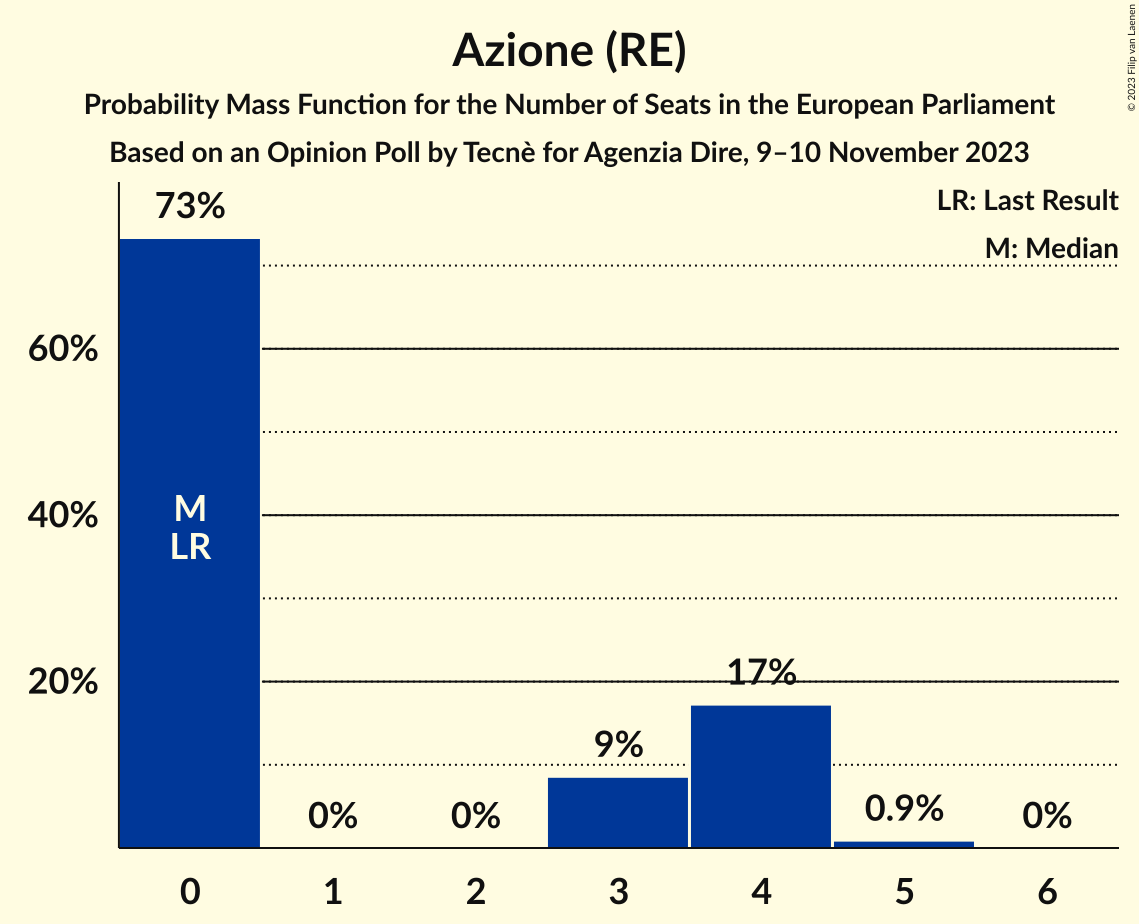 Azione (RE)
Probability Mass Function for the Number of Seats in the European Parliament
Based on an Opinion Poll by Tecnè for Agenzia Dire, 9–10 November 2023
© 2023 Filip van Laenen
LR: Last Result
M: Median
73%
60%
40%
20%
M
LR
0%
0%
9%
17%
0.9%
0%
0 1 2 3 4 5 6